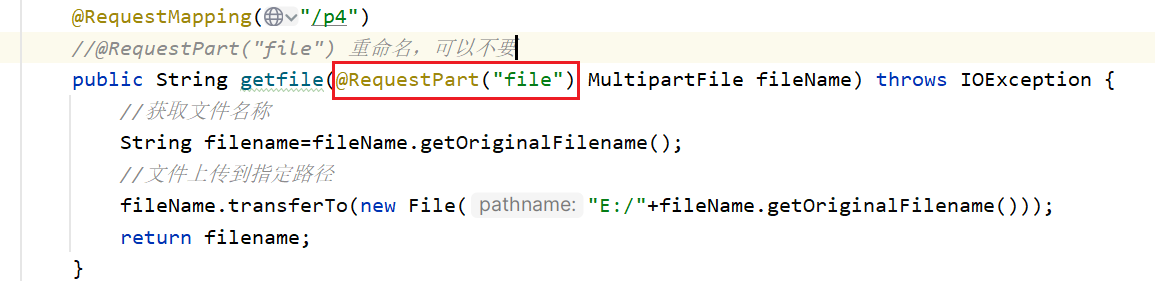 @RequestMapping("/p4")
//@RequestPart("file") 重命名，可以不要
public String getfile(@RequestPart("file") MultipartFile fileName) throws IOException {
//获取文件名称
String filename=fileName.getOriginalFilename();
//文件上传到指定路径
fileName.transferTo(new File( pathname: "E:/"+fileName.getOriginalFilename()));
return filename;
}